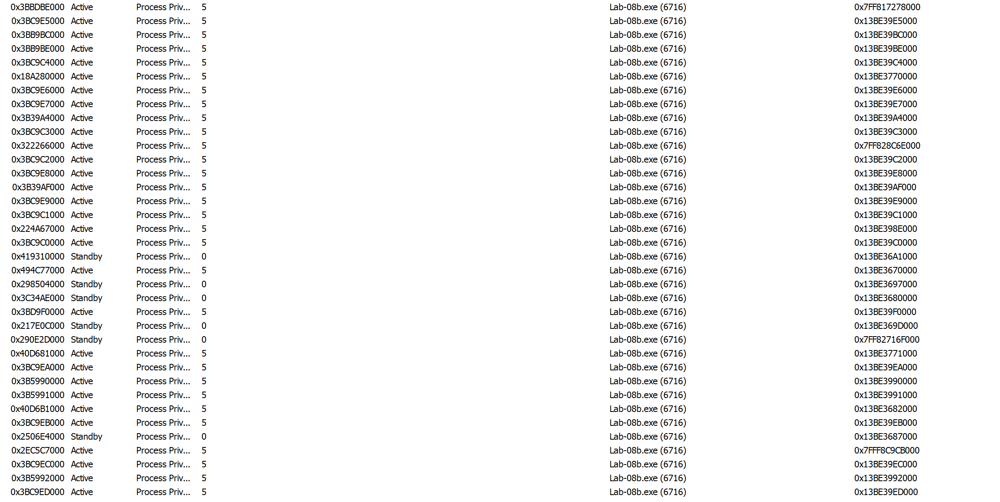 0x3BBDBE000 Active Process Priv... 5 Lab-08b.exe (6716) 0x7FF817278000
0x3BC9E5000 Active Process Priv... 5 Lab-08b.exe (6716) 0x13BE39E5000
0x3BB9BC000 Active Process Priv... 5 Lab-08b.exe (6716) 0x13BE39BC000
0x3BB9BE000 Active Process Priv... 5 Lab-08b.exe (6716) 0x13BE39BE000
0x3BC9C4000 Active Process Priv... 5 Lab-08b.exe (6716) 0x13BE39C4000
0x18A280000 Active Process Priv... 5 Lab-08b.exe (6716) 0x13BE3770000
0x3BC9E6000 Active Process Priv... 5 Lab-08b.exe (6716) 0x13BE39E6000
0x3BC9E7000 Active Process Priv... 5 Lab-08b.exe (6716) 0x13BE39E7000
0x3B39A4000 Active Process Priv... 5 Lab-08b.exe (6716) 0x13BE39A4000
0x3BC9C3000 Active Process Priv... 5 Lab-08b.exe (6716) 0x13BE39C3000
0x322266000 Active Process Priv... 5 Lab-08b.exe (6716) 0x7FF828C6E000
0x3BC9C2000 Active Process Priv... 5 Lab-08b.exe (6716) 0x13BE39C2000
0x3BC9E8000 Active Process Priv... 5 Lab-08b.exe (6716) 0x13BE39E8000
0x3B39AF000 Active Process Priv... 5 Lab-08b.exe (6716) 0x13BE39AF000
0x3BC9E9000 Active Process Priv... 5 Lab-08b.exe (6716) 0x13BE39E9000
0x3BC9C1000 Active Process Priv... 5 Lab-08b.exe (6716) 0x13BE39C1000
0x224A67000 Active Process Priv... 5 Lab-08b.exe (6716) 0x13BE398E000
0x3BC9C0000 Active Process Priv... 5 Lab-08b.exe (6716) 0x13BE39C0000
0x419310000 Standby Process Priv... 0 Lab-08b.exe (6716) 0x13BE36A1000
0x494C77000 Active Process Priv... 5 Lab-08b.exe (6716) 0x13BE3670000
0x298504000 Standby Process Priv... 0 Lab-08b.exe (6716) 0x13BE3697000
0x3C34AE000 Standby Process Priv... 0 Lab-08b.exe (6716) 0x13BE3680000
0x3BD9F0000 Active Process Priv... 5 Lab-08b.exe (6716) 0x13BE39F0000
0x217E0C000 Standby Process Priv... 0 Lab-08b.exe (6716) 0x13BE369D000
0x290E2D000 Standby Process Priv... 0 Lab-08b.exe (6716) 0x7FF82716F000
0x40D681000 Active Process Priv... 5 Lab-08b.exe (6716) 0x13BE3771000
0x3BC9EA000 Active Process Priv... 5 Lab-08b.exe (6716) 0x13BE39EA000
0x3B5990000 Active Process Priv... 5 Lab-08b.exe (6716) 0x13BE3990000
0x3B5991000 Active Process Priv... 5 Lab-08b.exe (6716) 0x13BE3991000
0x40D6B1000 Active Process Priv... 5 Lab-08b.exe (6716) 0x13BE3682000
0x3BC9EB000 Active Process Priv... 5 Lab-08b.exe (6716) 0x13BE39EB000
0x2506E4000 Standby Process Priv... 0 Lab-08b.exe (6716) 0x13BE3687000
0x2EC5C7000 Active Process Priv... 5 Lab-08b.exe (6716) 0x7FFF8C9CB000
0x3BC9EC000 Active Process Priv... 5 Lab-08b.exe (6716) 0x13BE39EC000
0x3B5992000 Active Process Priv... 5 Lab-08b.exe (6716) 0x13BE3992000
0x3BC9ED000 Active Process Priv... 5 Lab-08b.exe (6716) 0x13BE39ED000